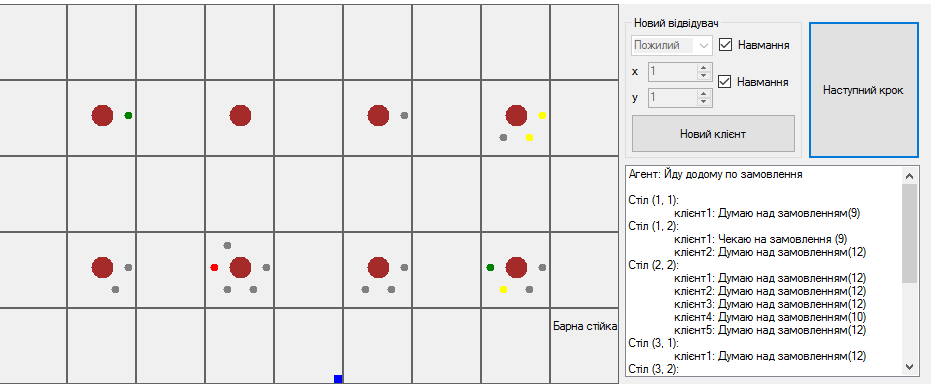 Новий відвідувач
Пожилий
Навмання
x
1
Навмання
y
1
Новий клієнт
Наступний крок
Агент: Йду додому по замовлення
Стіл (1, 1):
клієнт1: Думаю над замовленням(9)
Стіл (1, 2):
клієнт1: Чекаю на замовлення (9)
клієнт2: Думаю над замовленням(12)
Стіл (2, 2):
клієнт1: Думаю над замовленням(12)
клієнт2: Думаю над замовленням(12)
клієнт3: Думаю над замовленням(12)
клієнт4: Думаю над замовленням(10)
клієнт5: Думаю над замовленням(12)
Стіл (3, 1):
клієнт1: Думаю над замовленням(12)
Стіл (3, 2):
Барна стійка